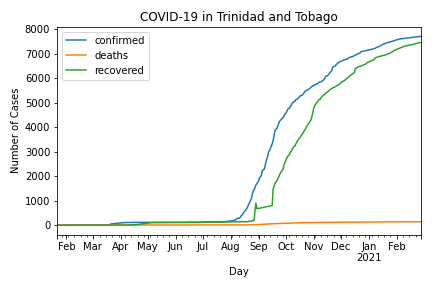 COVID-19 in Trinidad and Tobago
confirmed
deaths
recovered
Number of Cases
8000
7000
6000
5000
4000
3000
2000
1000
0
Feb Mar Apr May Jun Jul Aug Sep Oct Nov Dec Jan Feb
2021
Day